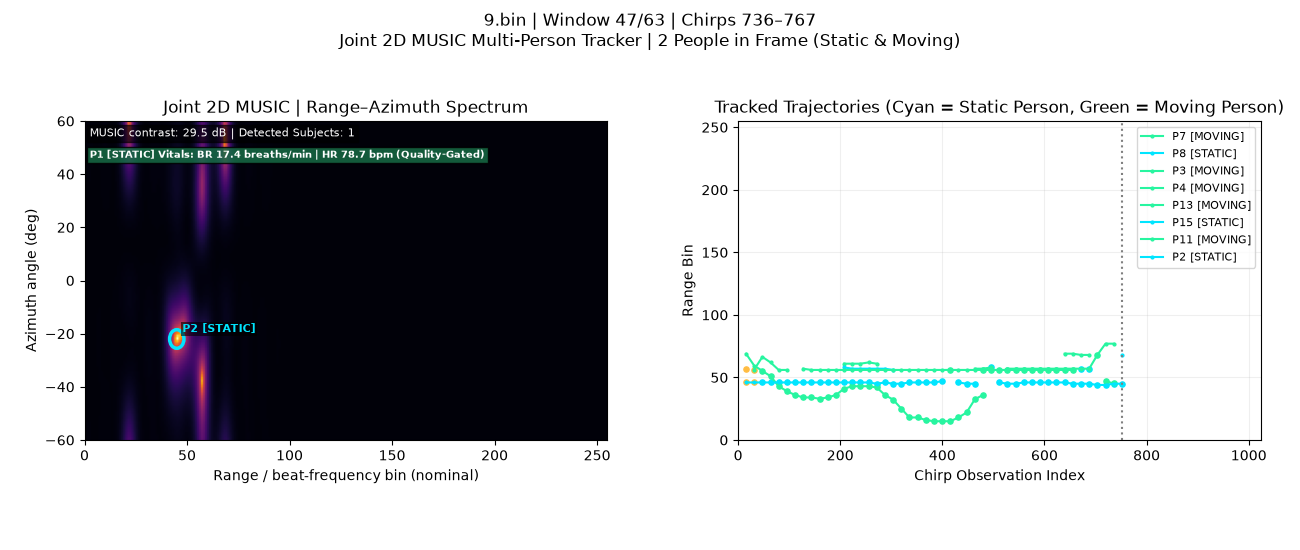 9.bin | Window 47/63 | Chirps 736–767
Joint 2D MUSIC Multi-Person Tracker | 2 People in Frame (Static & Moving)
Joint 2D MUSIC | Range–Azimuth Spectrum
MUSIC contrast: 29.5 dB | Detected Subjects: 1
P1 [STATIC] Vitals: BR 17.4 breaths/min | HR 78.7 bpm (Quality-Gated)
P2 [STATIC]
60
40
20
0
−20
−40
−60
Azimuth angle (deg)
0
50
100
150
200
250
Range / beat-frequency bin (nominal)
Tracked Trajectories (Cyan = Static Person, Green = Moving Person)
P7 [MOVING]
P8 [STATIC]
P3 [MOVING]
P4 [MOVING]
P13 [MOVING]
P15 [STATIC]
P11 [MOVING]
P2 [STATIC]
250
200
150
100
50
0
Range Bin
0
200
400
600
800
1000
Chirp Observation Index